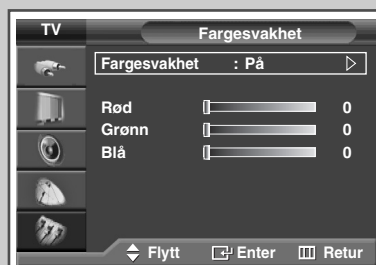 TV Fargesvakhet
Fargesvakhet : På
Rød 0
Grønn 0
Blå 0
Flytt Enter Retur